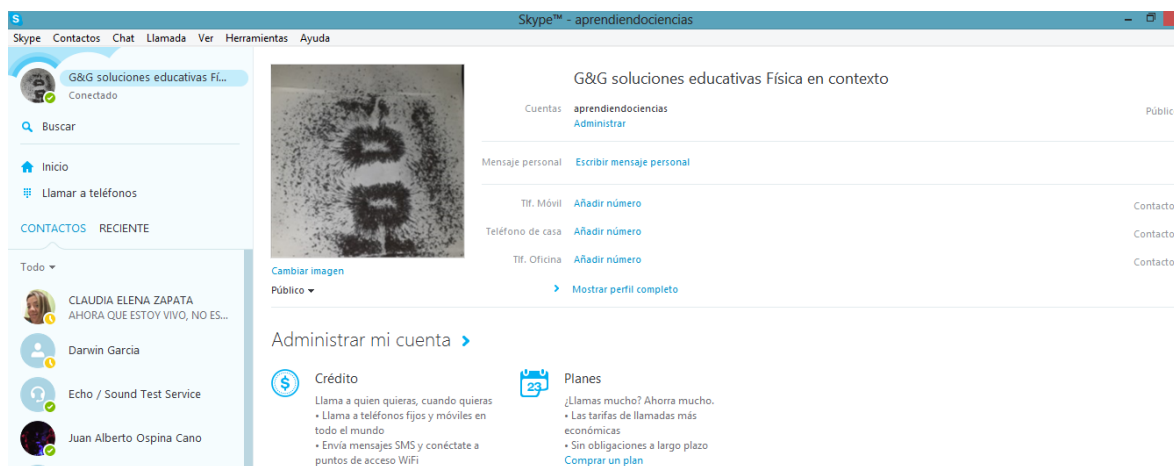 S
Skype™ - aprendiendociencias
Skype Contactos Chat Llamada Ver Herramientas Ayuda
G&G soluciones educativas Fí...
Conectado
Buscar
Inicio
Llamar a teléfonos
CONTACTOS RECIENTE
Todo
CLAUDIA ELENA ZAPATA
AHORA QUE ESTOY VIVO, NO ES...
Darwin Garcia
Echo / Sound Test Service
Juan Alberto Ospina Cano
Cambiar imagen
Público
G&G soluciones educativas Física en contexto
Cuentas aprendiendociencias Públic
Administrar
Mensaje personal Escribir mensaje personal
Tlf. Móvil Añadir número Contacto
Teléfono de casa Añadir número Contacto
Tlf. Oficina Añadir número Contacto
Mostrar perfil completo
Administrar mi cuenta
$
Crédito
Llama a quien quieras, cuando quieras
• Llama a teléfonos fijos y móviles en
todo el mundo
• Envía mensajes SMS y conéctate a
puntos de acceso WiFi
23
Planes
¿Llamas mucho? Ahorra mucho.
• Las tarifas de llamadas más
económicas
• Sin obligaciones a largo plazo
Comprar un plan